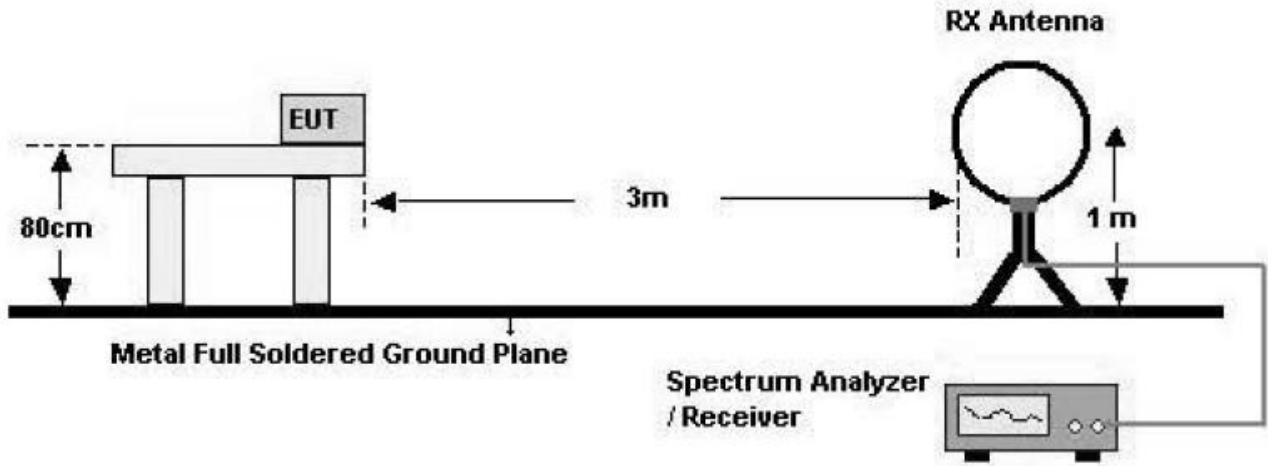 RX Antenna
EUT
3m
80cm
1 m
Metal Full Soldered Ground Plane
Spectrum Analyzer
/ Receiver